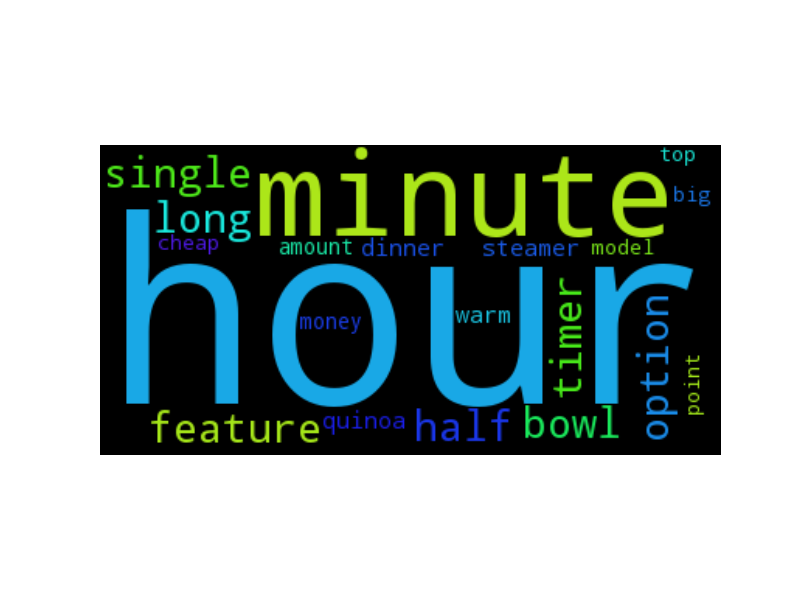 top
single
minute
big
long
cheap
amount
dinner
steamer
model
hour
money
warm
timer
option
point
feature
quinoa
half
bowl